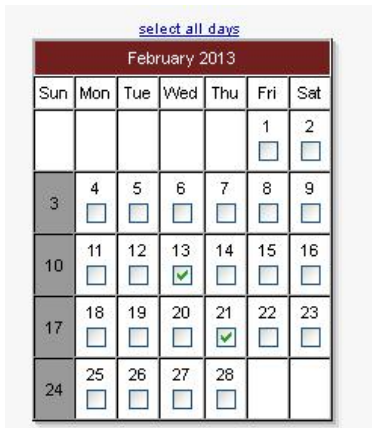 select all days
February 2013
Sun Mon Tue Wed Thu Fri Sat
1 2
3 4 5 6 7 8 9
10 11 12 13 14 15 16
17 18 19 20 21 22 23
24 25 26 27 28